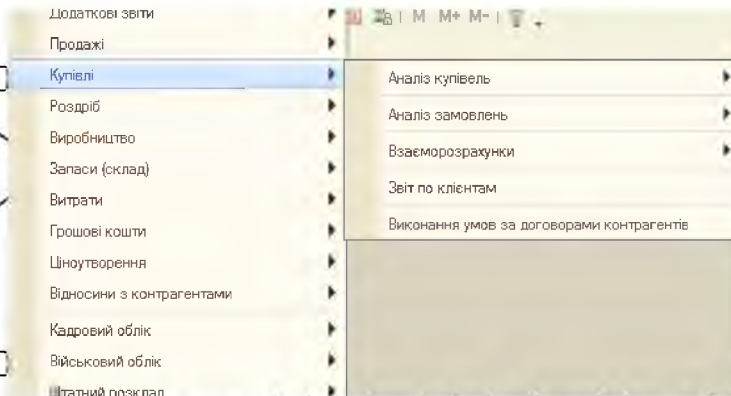 Додаткові звіти
M M+ M-
Продажі
Купівлі
Роздріб
Виробництво
Запаси (склад)
Витрати
Грошові кошти
Ціноутворення
Відносини з контрагентами
Кадровий облік
Військовий облік
Штатний розклад
Аналіз купівель
Аналіз замовлень
Взаєморозрахунки
Звіт по клієнтам
Виконання умов за договорами контрагентів